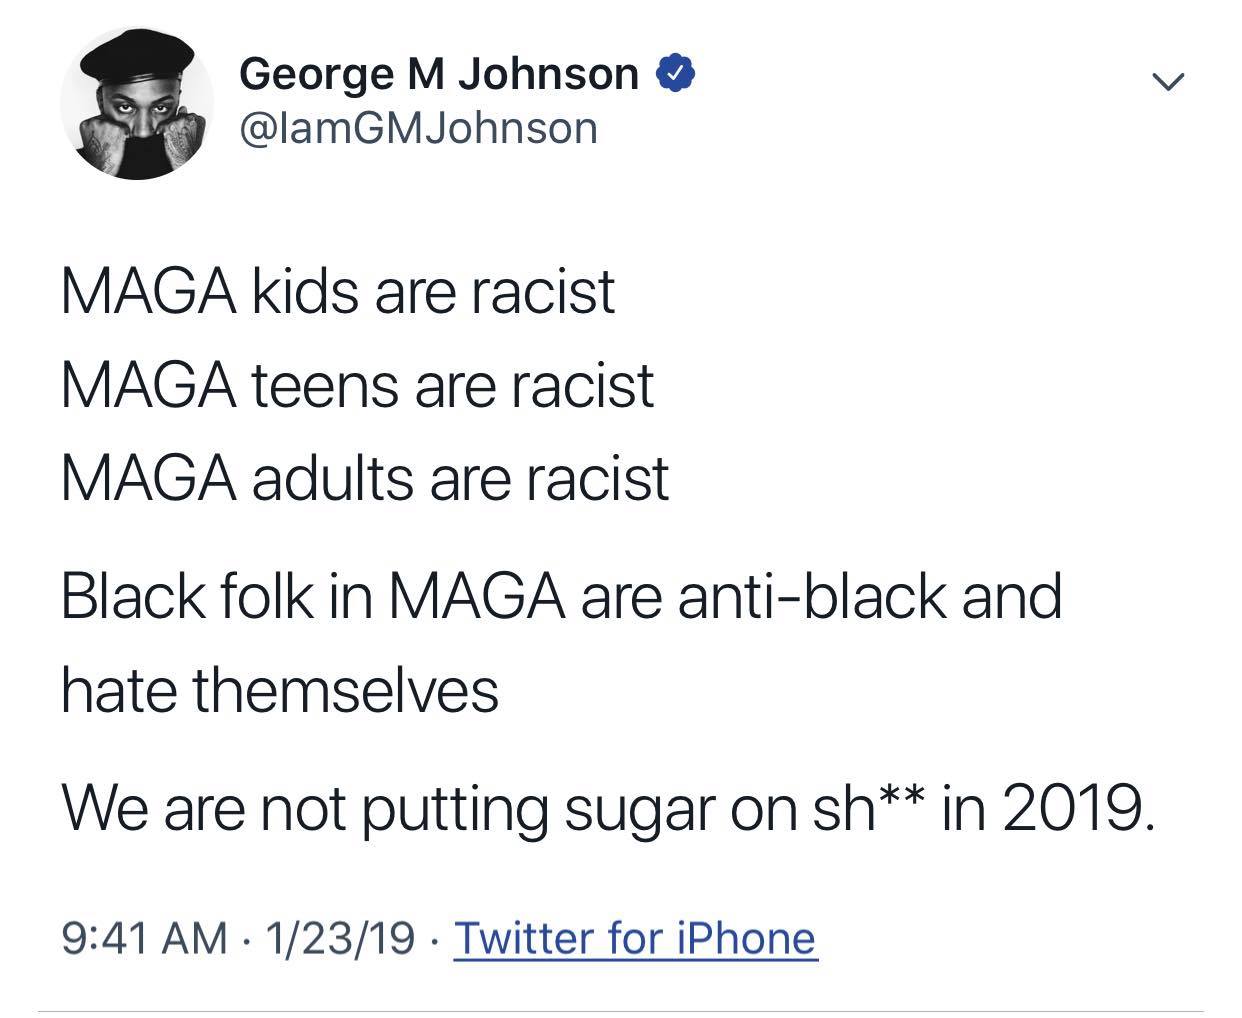 George M Johnson
@IamGMJohnson
MAGA kids are racist
MAGA teens are racist
MAGA adults are racist
Black folk in MAGA are anti-black and
hate themselves
We are not putting sugar on sh** in 2019.
9:41 AM · 1/23/19 · Twitter for iPhone